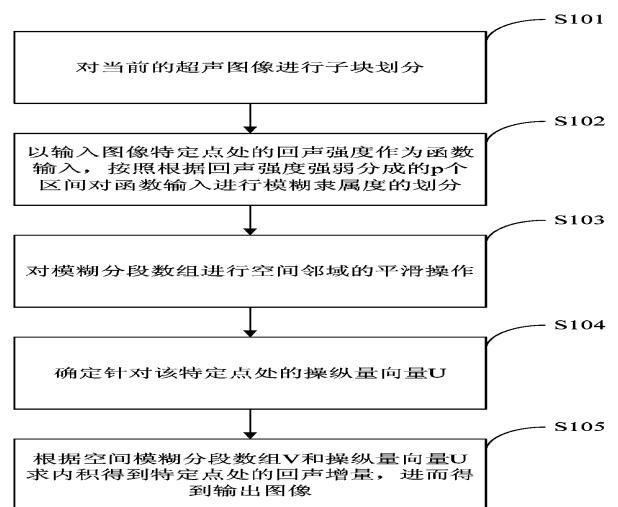 S101
对当前的超声图像进行子块划分
S102
以输入图像特定点处的回声强度作为函数
输入，按照根据回声强度强弱分成的p个
区间对函数输入进行模糊隶属度的划分
S103
对模糊分段数组进行空间邻域的平滑操作
S104
确定针对该特定点处的操纵量向量U
S105
根据空间模糊分段数组V和操纵量向量U
求内积得到特定点处的回声增量，进而得
到输出图像